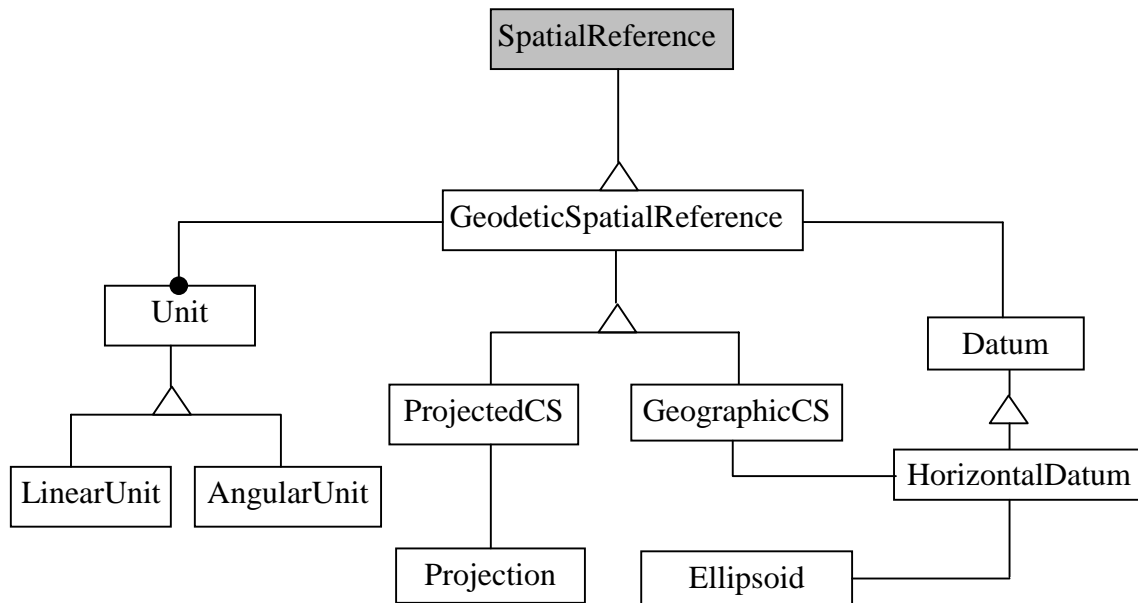 SpatialReference
GeodeticSpatialReference
Unit
Datum
ProjectedCS
GeographicCS
LinearUnit
AngularUnit
HorizontalDatum
Projection
Ellipsoid